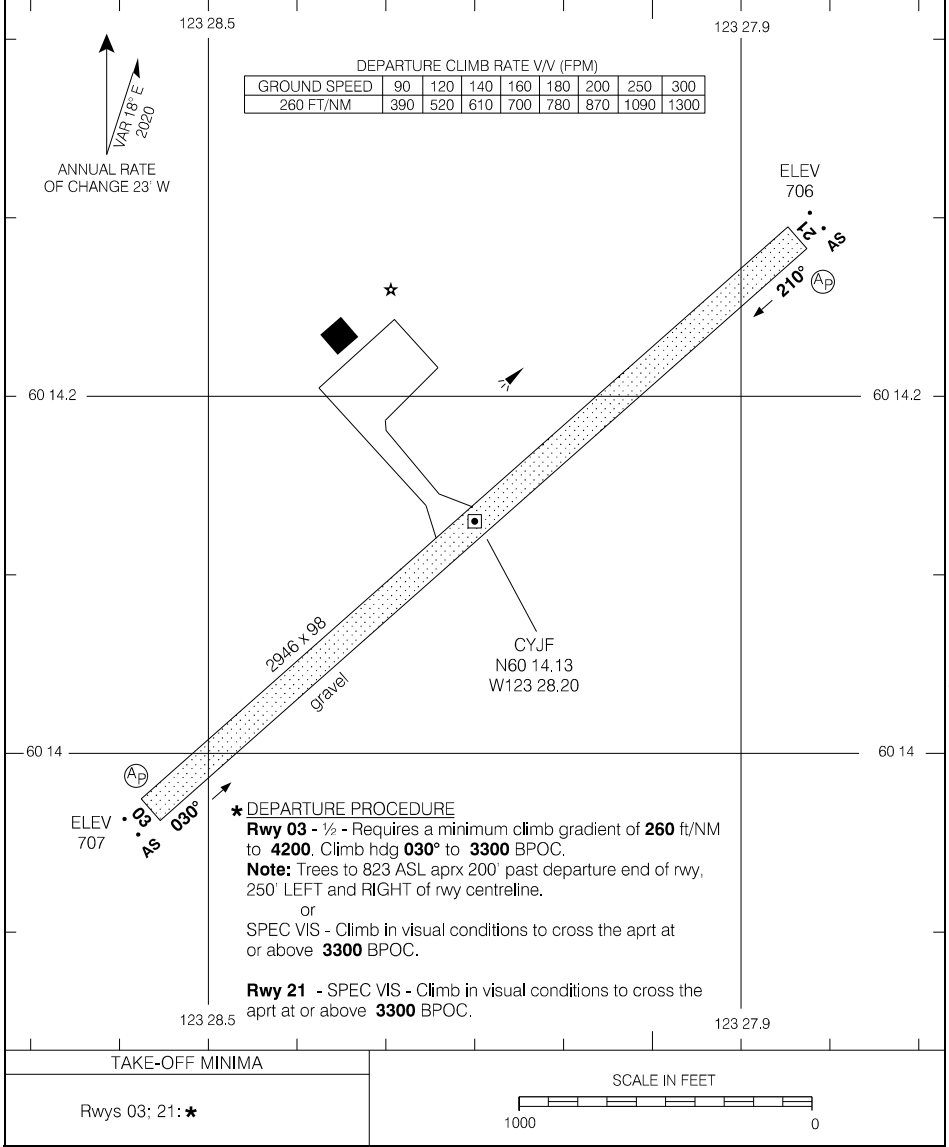 123 28.5 123 27.9
DEPARTURE CLIMB RATE V/V (FPM)
GROUND SPEED 90 120 140 160 180 200 250 300
260 FT/NM 390 520 610 700 780 870 1090 1300
VAR 18° E
2020
ANNUAL RATE
OF CHANGE 23' W
ELEV
706
21
AS
210°
AP
60 14.2 60 14.2
CYJF
N60 14.13
W123 28.20
2946 x 98
gravel
60 14 60 14
AP
ELEV
707
03
AS
030°
★ DEPARTURE PROCEDURE
Rwy 03 - ½ - Requires a minimum climb gradient of 260 ft/NM
to 4200. Climb hdg 030° to 3300 BPOC.
Note: Trees to 823 ASL aprx 200' past departure end of rwy,
250' LEFT and RIGHT of rwy centreline.
or
SPEC VIS - Climb in visual conditions to cross the aprt at
or above 3300 BPOC.
Rwy 21 - SPEC VIS - Climb in visual conditions to cross the
aprt at or above 3300 BPOC.
123 28.5 123 27.9
TAKE-OFF MINIMA
Rwys 03; 21: ★
SCALE IN FEET
1000 0